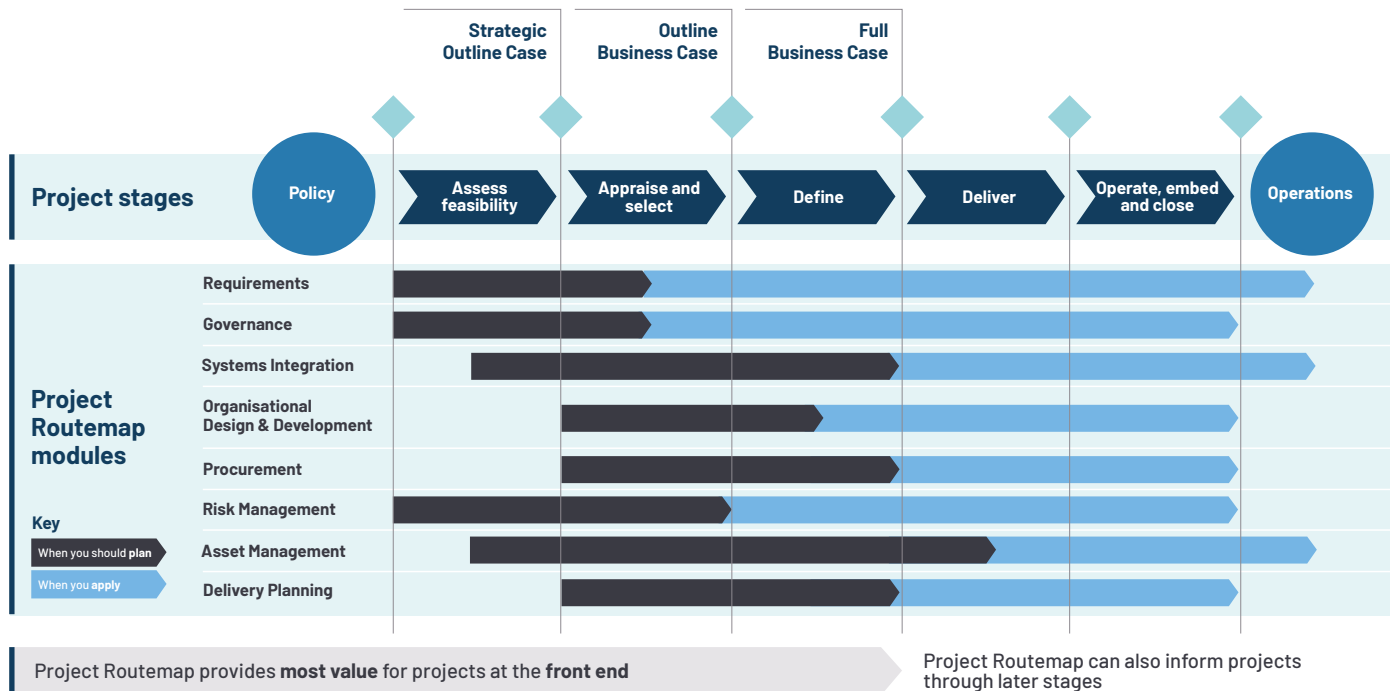 Strategic
Outline Case
Outline
Business Case
Full
Business Case
Project stages
Policy
Assess
feasibility
Appraise and
select
Define
Deliver
Operate, embed
and close
Operations
Project
Routemap
modules
Requirements
Governance
Systems Integration
Organisational
Design & Development
Procurement
Risk Management
Asset Management
Delivery Planning
Key
When you should plan
When you apply
Project Routemap provides most value for projects at the front end
Project Routemap can also inform projects
through later stages